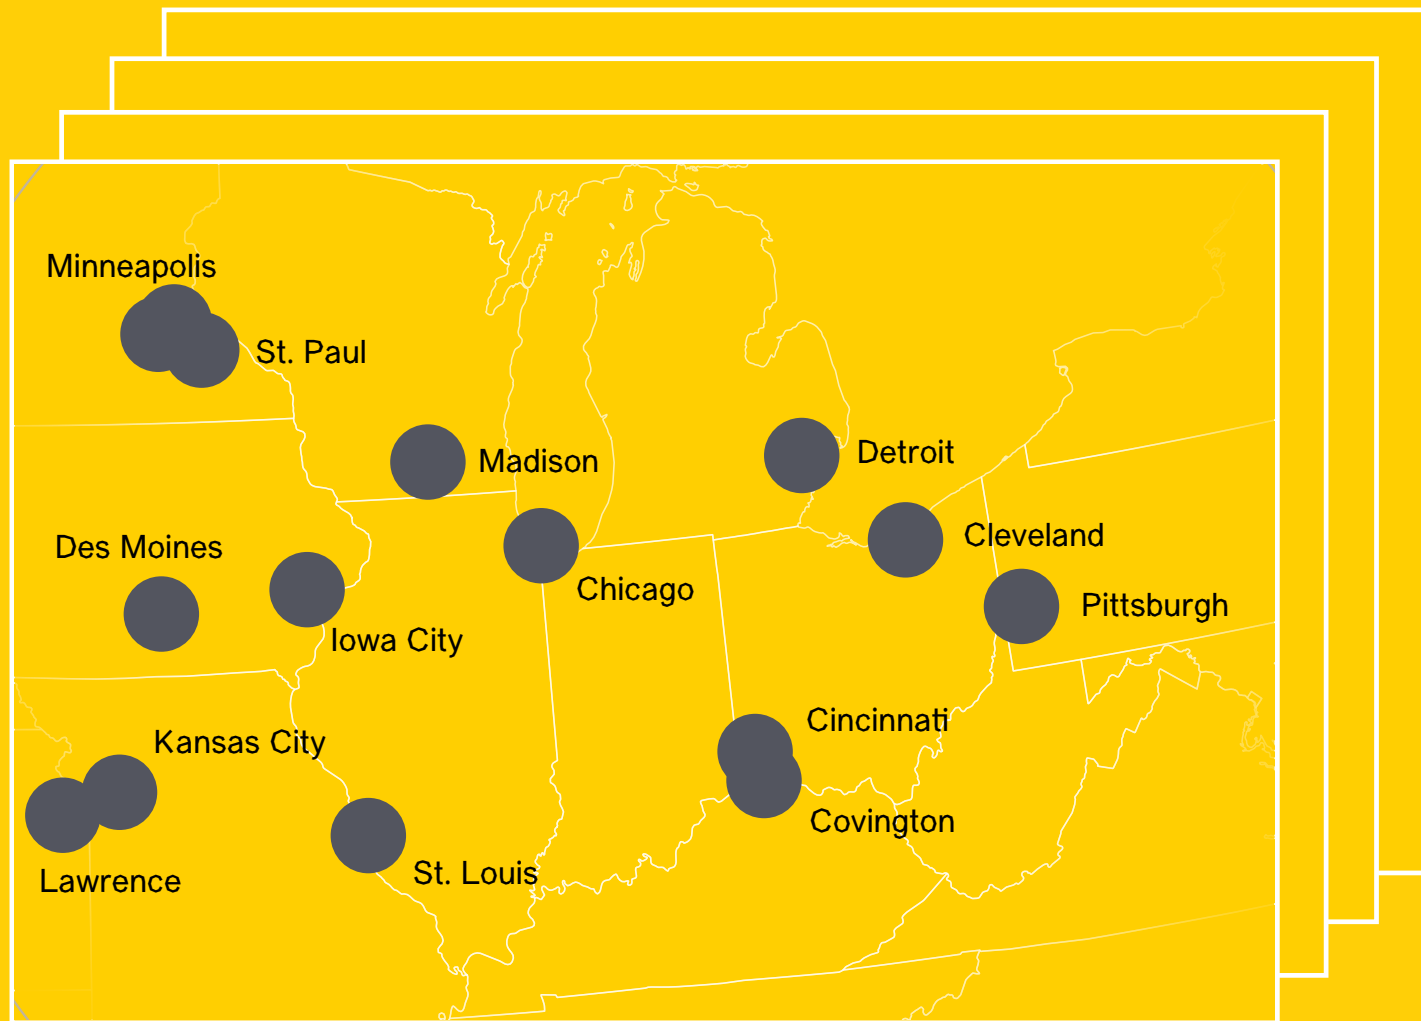 Minneapolis
St. Paul
Madison
Detroit
Cleveland
Des Moines
Chicago
Pittsburgh
Iowa City
Cincinnati
Kansas City
Covington
St. Louis
Lawrence